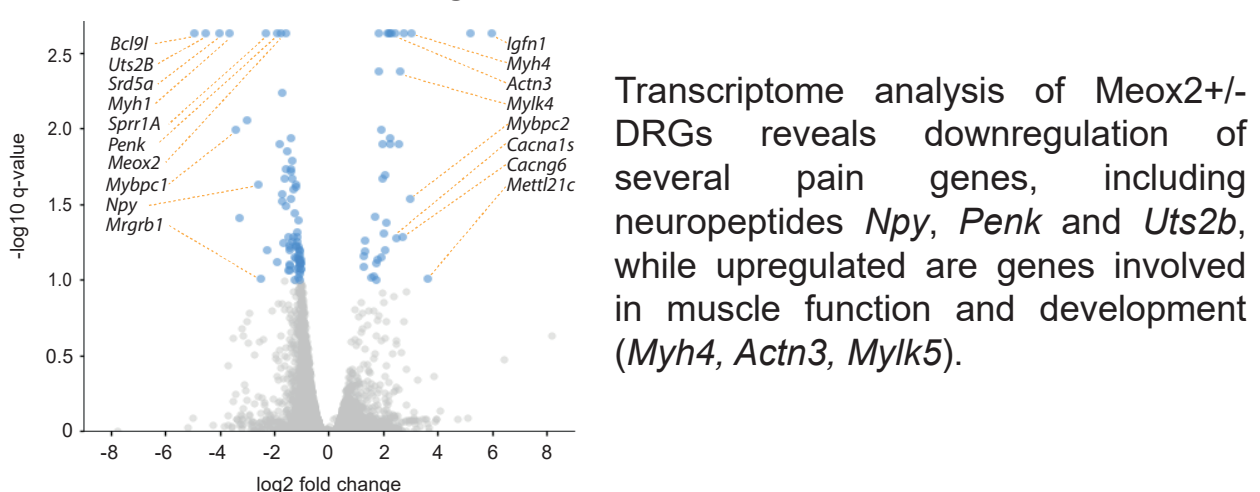 Bcl9l
Uts2B
Srd5a
Myh1
Sprr1A
Penk
Meox2
Mybpc1
Npy
Mrgrb1
Igfn1
Myh4
Actn3
Mylk4
Mybpc2
Cacna1s
Cacng6
Mettl21c
-log10 q-value
2.5
2.0
1.5
1.0
0.5
0
-8 -6 -4 -2 0 2 4 6 8
log2 fold change
Transcriptome analysis of Meox2+/-
DRGs reveals downregulation of
several pain genes, including
neuropeptides Npy, Penk and Uts2b,
while upregulated are genes involved
in muscle function and development
(Myh4, Actn3, Mylk5).